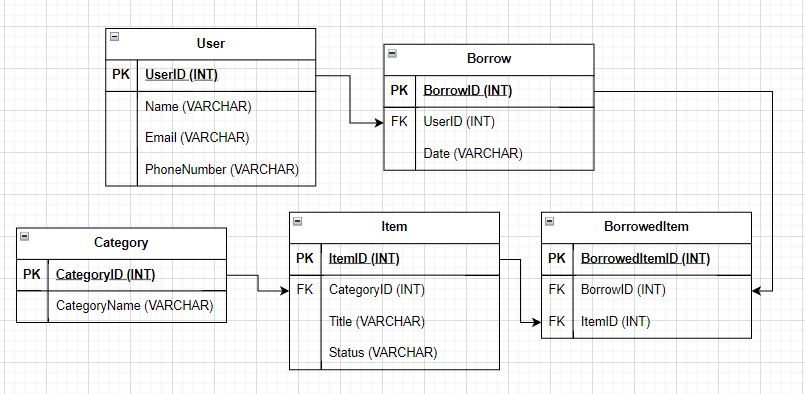 User
PK UserID (INT)
Name (VARCHAR)
Email (VARCHAR)
PhoneNumber (VARCHAR)
Borrow
PK BorrowID (INT)
FK UserID (INT)
Date (VARCHAR)
Category
PK CategoryID (INT)
CategoryName (VARCHAR)
Item
PK ItemID (INT)
FK CategoryID (INT)
Title (VARCHAR)
Status (VARCHAR)
BorrowedItem
PK BorrowedItemID (INT)
FK BorrowID (INT)
FK ItemID (INT)